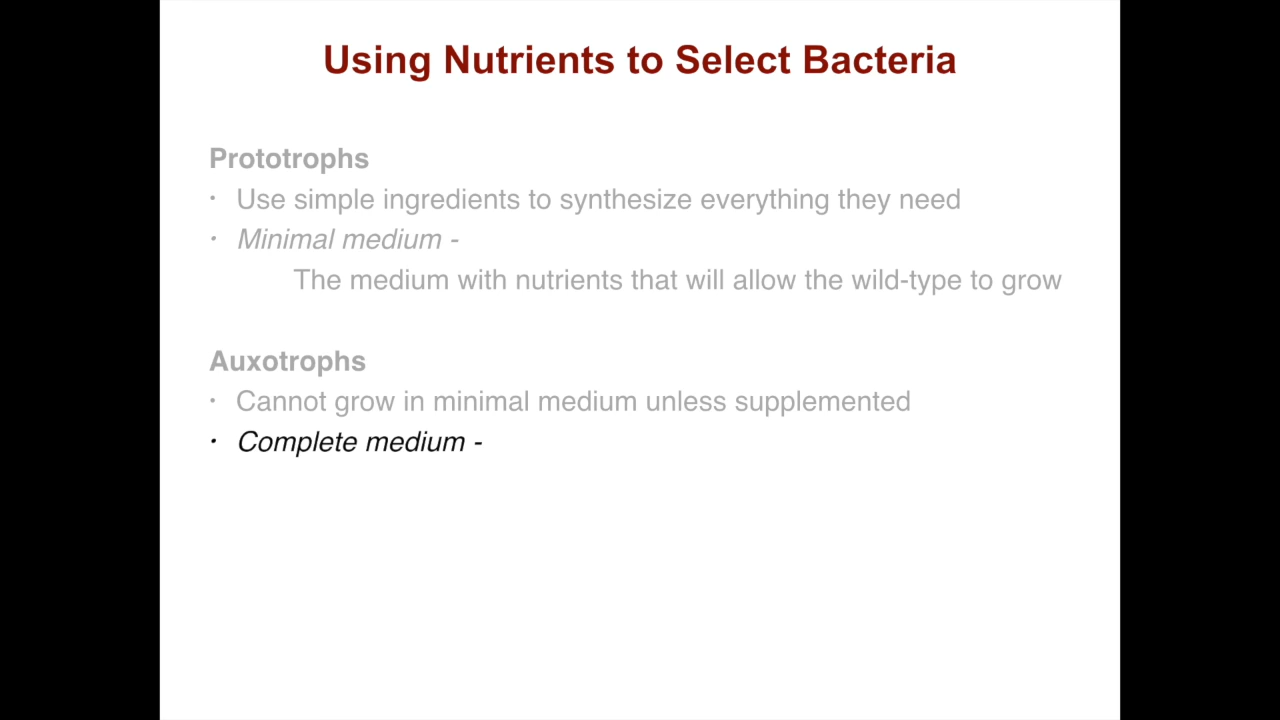 Using Nutrients to Select Bacteria
Prototrophs
· Use simple ingredients to synthesize everything they need
· Minimal medium -
The medium with nutrients that will allow the wild-type to grow
Auxotrophs
· Cannot grow in minimal medium unless supplemented
· Complete medium -